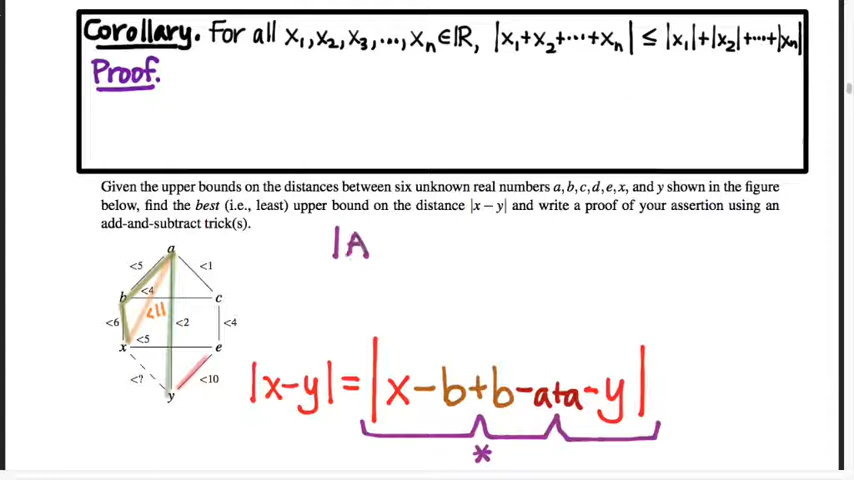 Corollary. For all x₁,x₂,x₃,...,xₙ∈ℝ, |x₁+x₂+⋯+xₙ| ≤ |x₁|+|x₂|+⋯+|xₙ|
Proof.
Given the upper bounds on the distances between six unknown real numbers a, b, c, d, e, x, and y shown in the figure
below, find the best (i.e., least) upper bound on the distance |x − y| and write a proof of your assertion using an
add-and-subtract trick(s).
|A
a
<5
<1
b
<4
c
<11
<6
<2
<4
<5
x
e
<?
<10
y
|x-y|=|x-b+b-a+a-y|
*